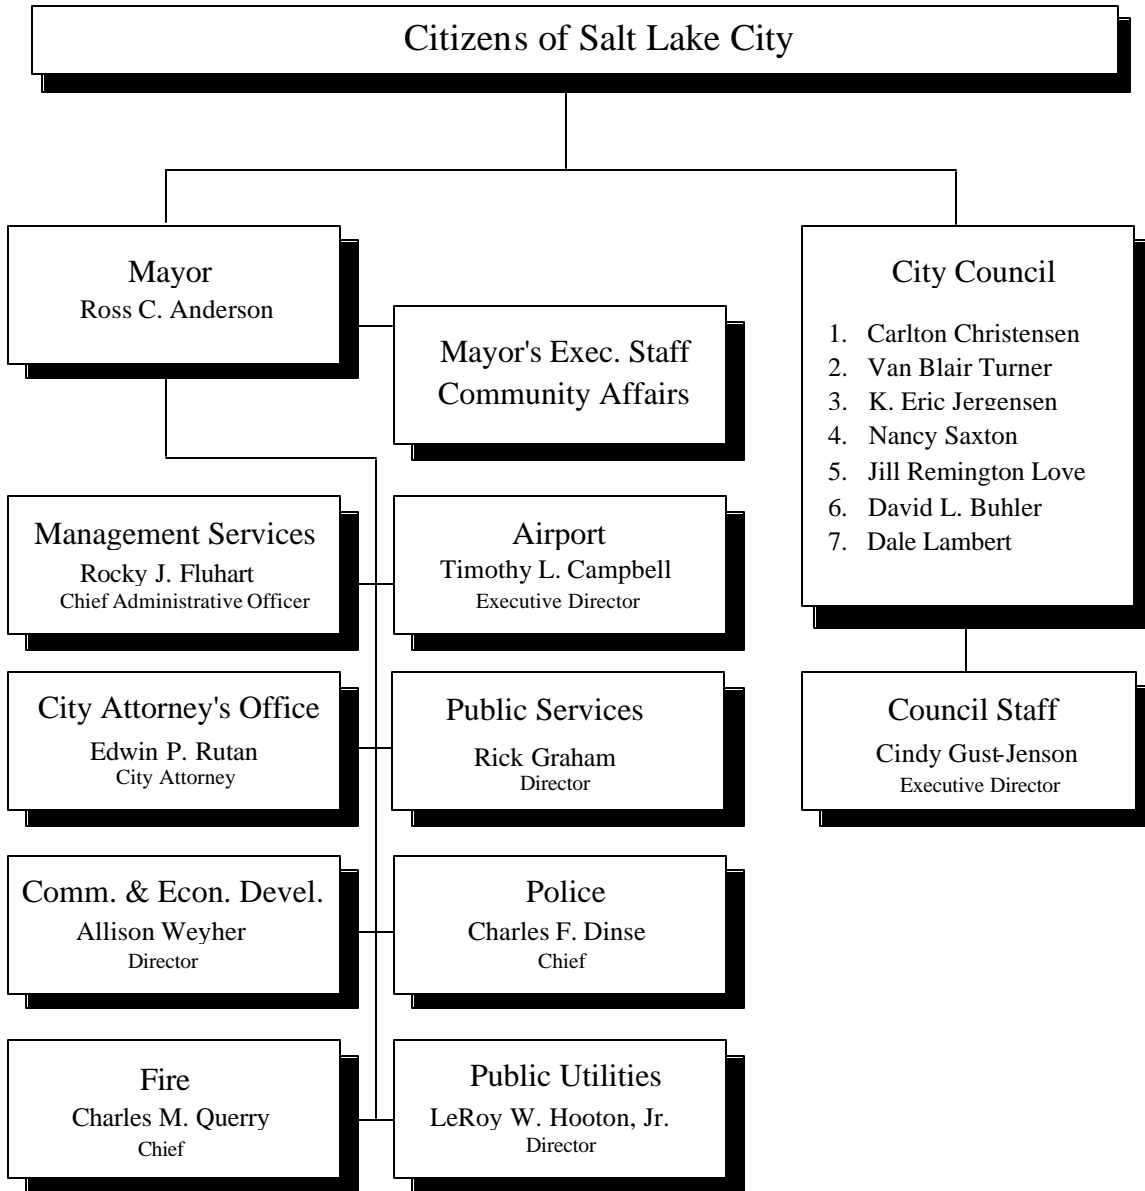 Citizens of Salt Lake City
Mayor
Ross C. Anderson
Mayor's Exec. Staff
Community Affairs
City Council
1. Carlton Christensen
2. Van Blair Turner
3. K. Eric Jergensen
4. Nancy Saxton
5. Jill Remington Love
6. David L. Buhler
7. Dale Lambert
Management Services
Rocky J. Fluhart
Chief Administrative Officer
Airport
Timothy L. Campbell
Executive Director
City Attorney's Office
Edwin P. Rutan
City Attorney
Public Services
Rick Graham
Director
Council Staff
Cindy Gust-Jenson
Executive Director
Comm. & Econ. Devel.
Allison Weyher
Director
Police
Charles F. Dinse
Chief
Fire
Charles M. Querry
Chief
Public Utilities
LeRoy W. Hooton, Jr.
Director